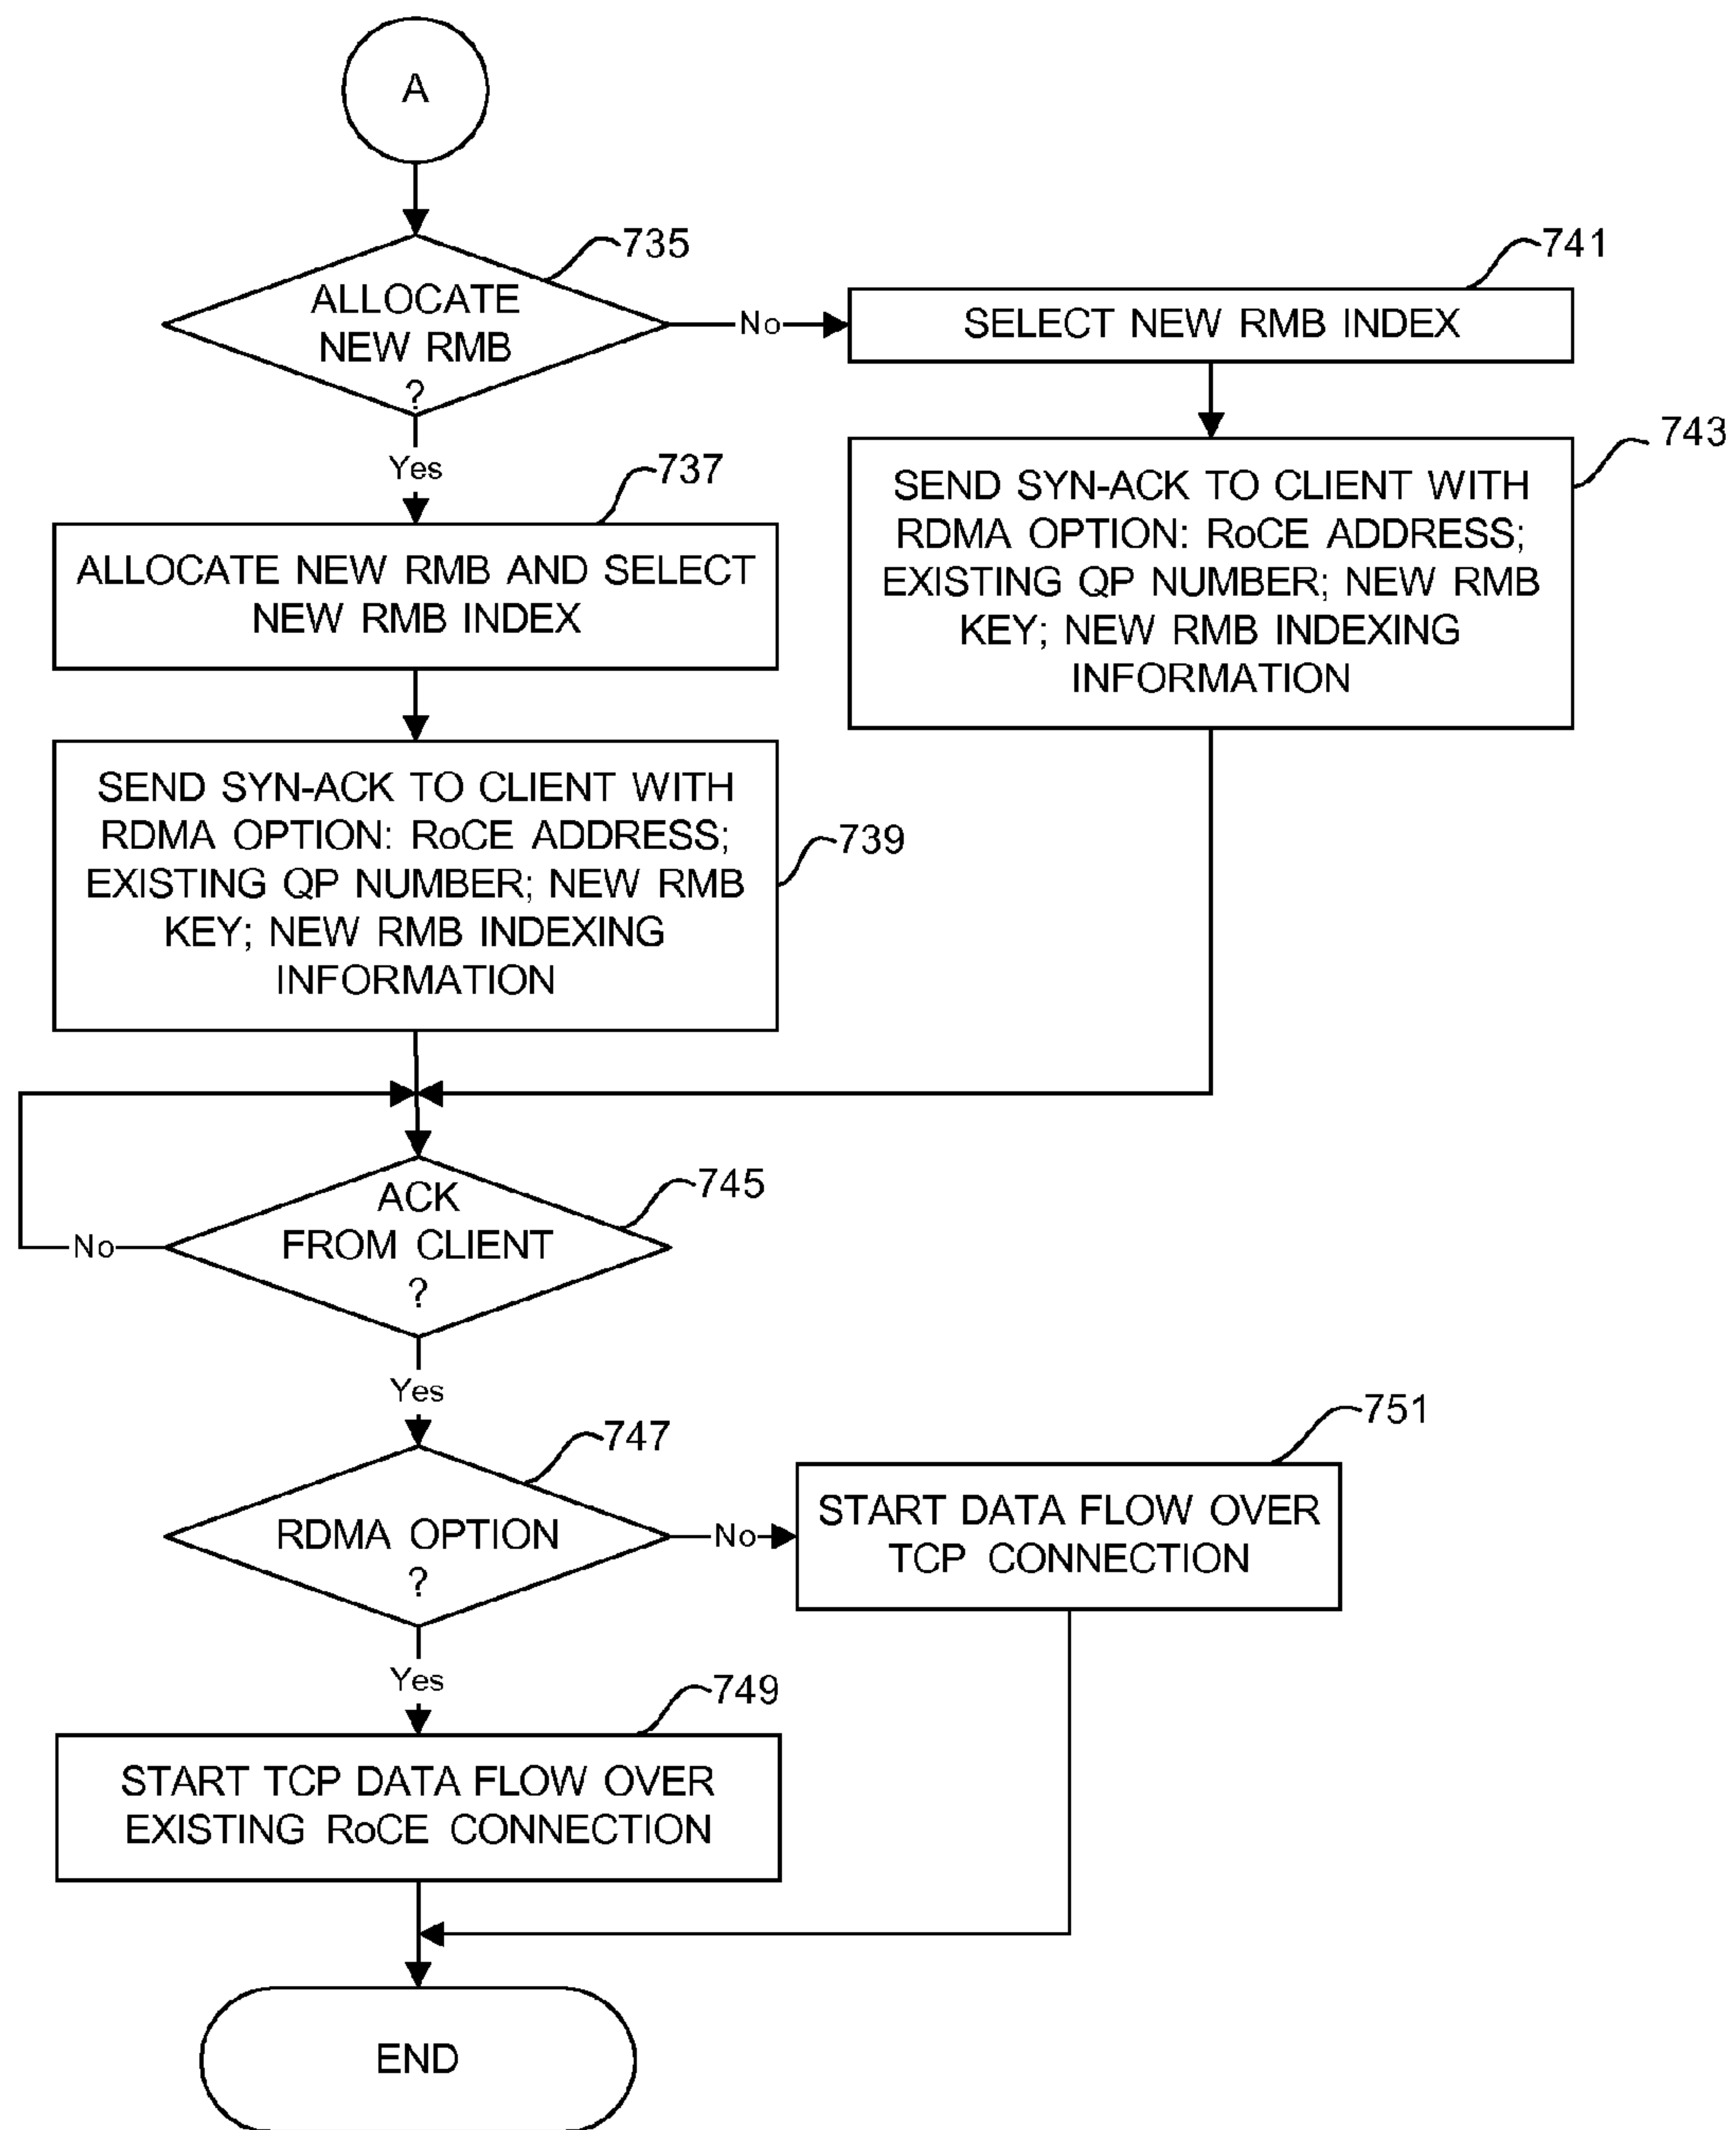 A
735
ALLOCATE
NEW RMB
?
No
741
SELECT NEW RMB INDEX
Yes
737
ALLOCATE NEW RMB AND SELECT
NEW RMB INDEX
743
SEND SYN-ACK TO CLIENT WITH
RDMA OPTION: RoCE ADDRESS;
EXISTING QP NUMBER; NEW RMB
KEY; NEW RMB INDEXING
INFORMATION
SEND SYN-ACK TO CLIENT WITH
RDMA OPTION: RoCE ADDRESS;
EXISTING QP NUMBER; NEW RMB
KEY; NEW RMB INDEXING
INFORMATION
739
745
ACK
FROM CLIENT
?
No
Yes
747
RDMA OPTION
?
No
751
START DATA FLOW OVER
TCP CONNECTION
Yes
749
START TCP DATA FLOW OVER
EXISTING RoCE CONNECTION
END